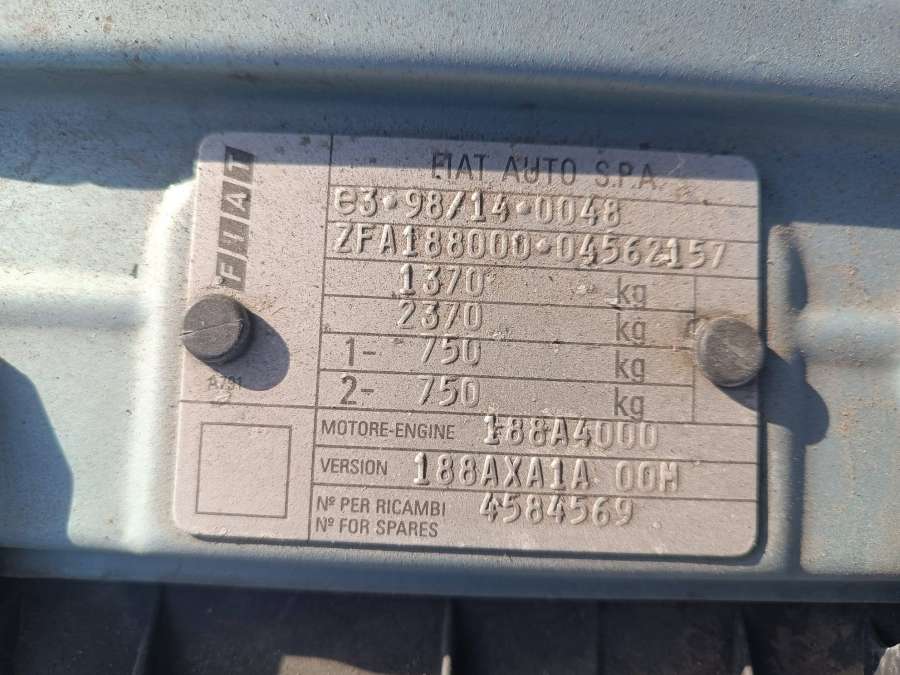 FIAT
FIAT AUTO S.P.A.
e3*98/14*0048
ZFA188000*04562157
1370 kg
2370 kg
1- 750 kg
2- 750 kg
A781
MOTORE-ENGINE 188A4000
VERSION 188AXA1A 00M
Nº PER RICAMBI
Nº FOR SPARES
4584569